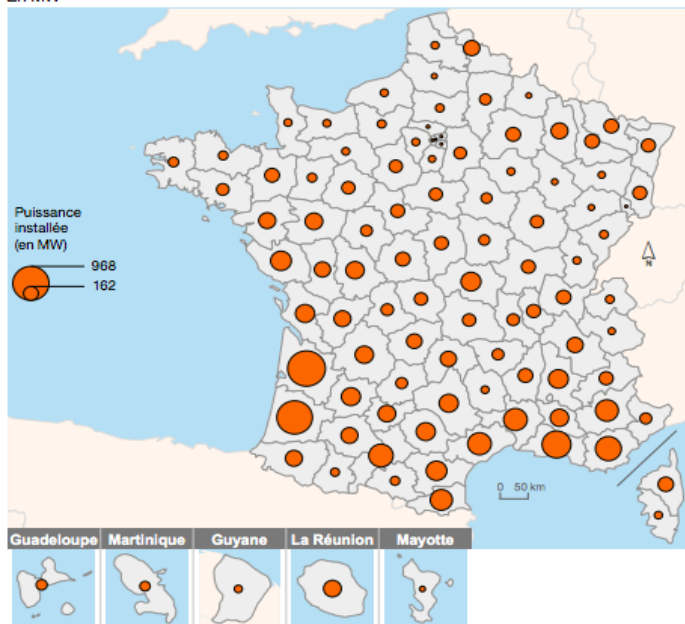 Puissance
installée
(en MW)
968
162
N
0 50 km
Guadeloupe Martinique Guyane La Réunion Mayotte